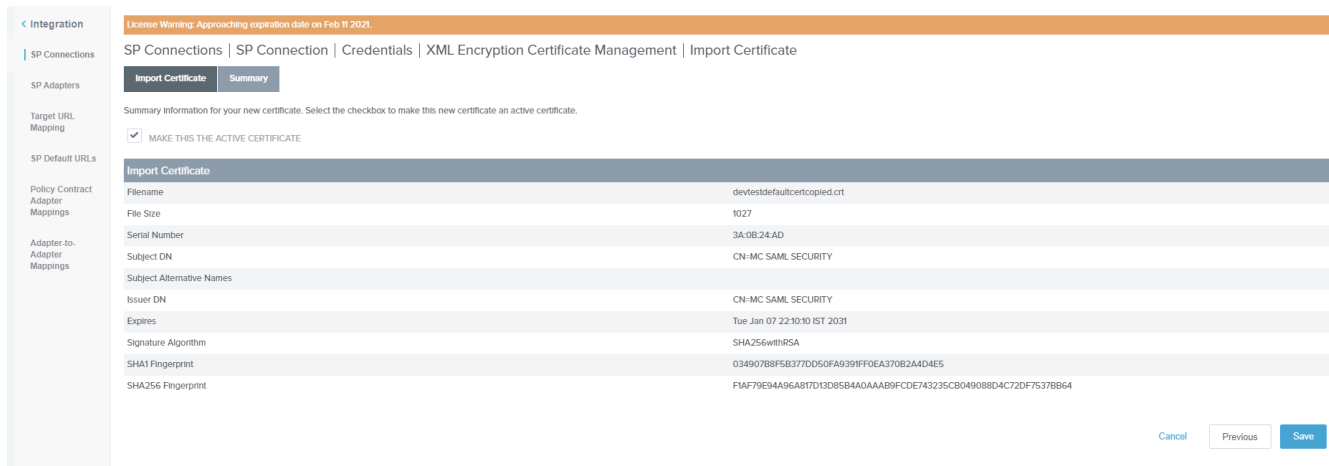 < Integration
License Warning: Approaching expiration date on Feb 11 2021.
SP Connections | SP Connection | Credentials | XML Encryption Certificate Management | Import Certificate
SP Connections
SP Adapters
Target URL
Mapping
SP Default URLs
Policy Contract
Adapter
Mappings
Adapter-to-
Adapter
Mappings
Import Certificate Summary
Summary information for your new certificate. Select the checkbox to make this new certificate an active certificate.
MAKE THIS THE ACTIVE CERTIFICATE
Import Certificate
Filename devtestdefaultcertcopied.crt
File Size 1027
Serial Number 3A:0B:24:AD
Subject DN CN=MC SAML SECURITY
Subject Alternative Names
Issuer DN CN=MC SAML SECURITY
Expires Tue Jan 07 22:10:10 IST 2031
Signature Algorithm SHA256withRSA
SHA1 Fingerprint 034907B8F5B377DD50FA9391FF0EA370B2A4D4E5
SHA256 Fingerprint F1AF79E94A96A817D13D85B4A0AAAB9FCDE743235CB049088D4C72DF7537BB64
Cancel Previous Save